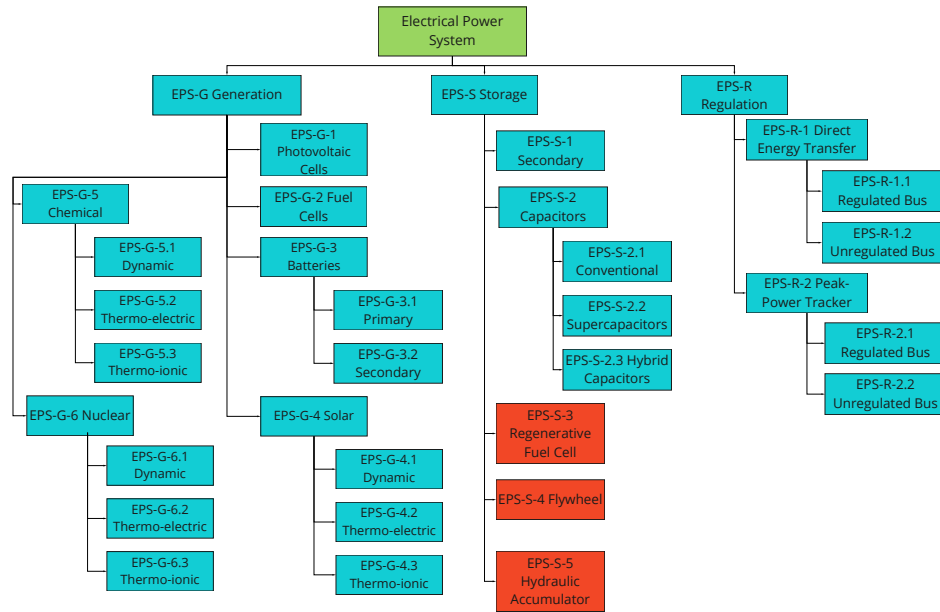 Electrical Power
System
EPS-G Generation
EPS-S Storage
EPS-R
Regulation
EPS-G-1
Photovoltaic
Cells
EPS-G-2 Fuel
Cells
EPS-G-3
Batteries
EPS-G-3.1
Primary
EPS-G-3.2
Secondary
EPS-G-4 Solar
EPS-G-4.1
Dynamic
EPS-G-4.2
Thermo-electric
EPS-G-4.3
Thermo-ionic
EPS-G-5
Chemical
EPS-G-5.1
Dynamic
EPS-G-5.2
Thermo-electric
EPS-G-5.3
Thermo-ionic
EPS-G-6 Nuclear
EPS-G-6.1
Dynamic
EPS-G-6.2
Thermo-electric
EPS-G-6.3
Thermo-ionic
EPS-S-1
Secondary
EPS-S-2
Capacitors
EPS-S-2.1
Conventional
EPS-S-2.2
Supercapacitors
EPS-S-2.3 Hybrid
Capacitors
EPS-S-3
Regenerative
Fuel Cell
EPS-S-4 Flywheel
EPS-S-5
Hydraulic
Accumulator
EPS-R-1 Direct
Energy Transfer
EPS-R-1.1
Regulated Bus
EPS-R-1.2
Unregulated Bus
EPS-R-2 Peak-
Power Tracker
EPS-R-2.1
Regulated Bus
EPS-R-2.2
Unregulated Bus